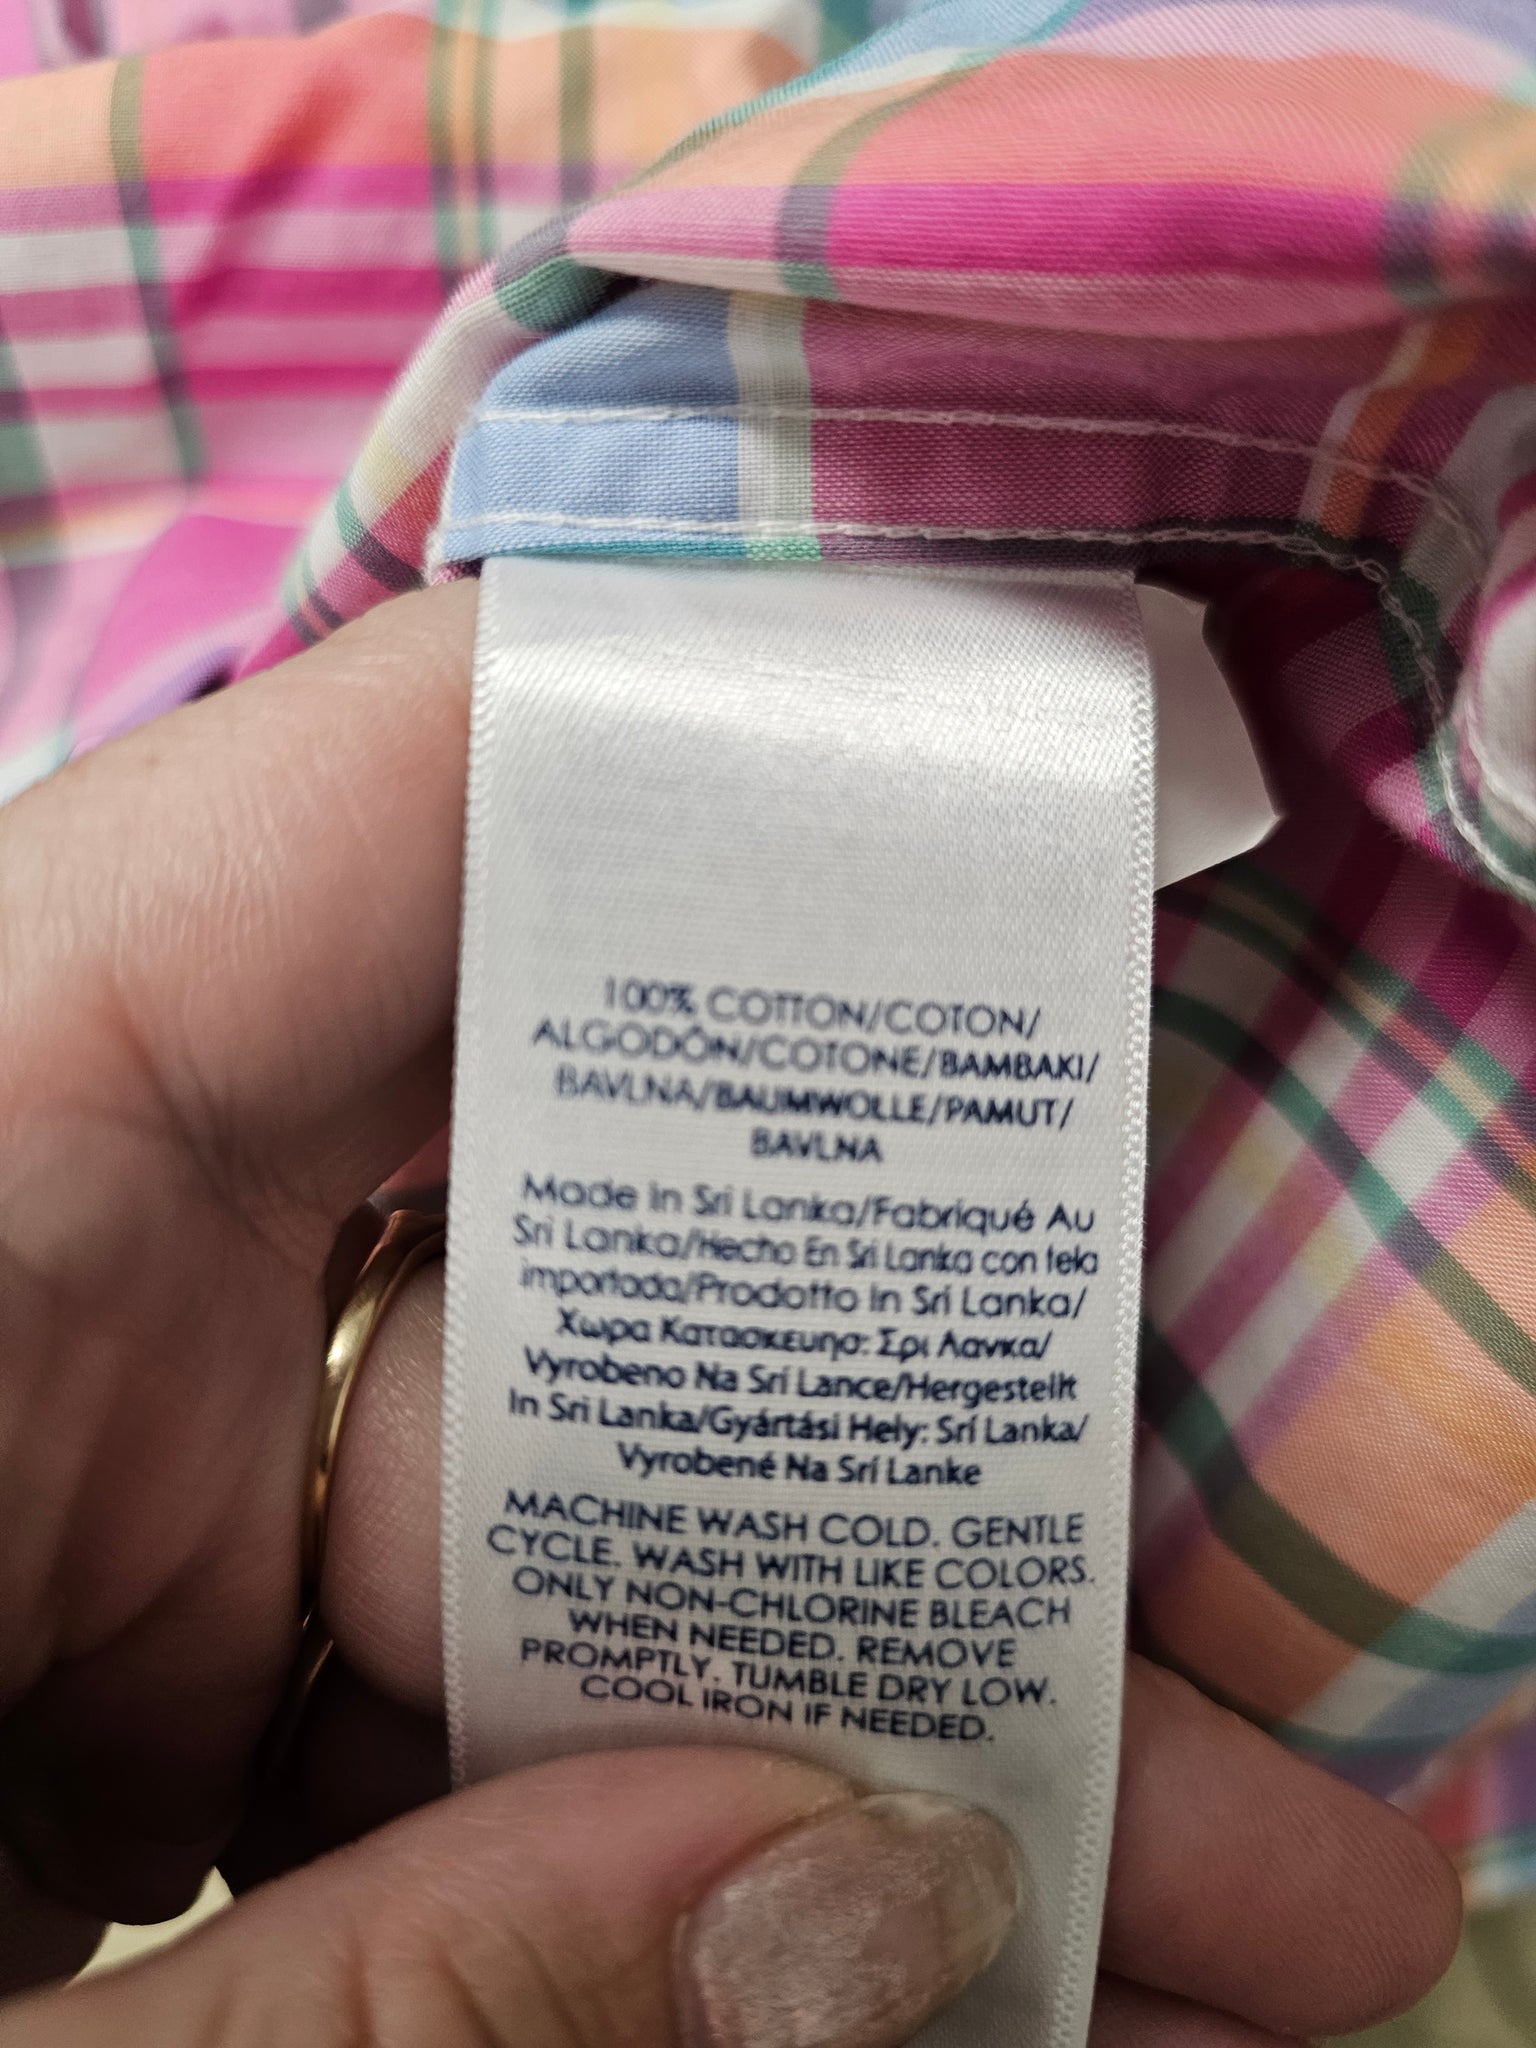 100% COTTON/COTON/
ALGODÓN/COTONE/BAMBAKI/
BAVLNA/BAUMWOLLE/PAMUT/
BAVLNA
Made In Sri Lanka/Fabriqué Au
Sri Lanka/Hecho En Sri Lanka con tela
importada/Prodotto In Sri Lanka/
Χωρα Κατασκευησ: Σρι Λανκα/
Vyrobeno Na Srí Lance/Hergestellt
In Sri Lanka/Gyártási Hely: Srí Lanka/
Vyrobené Na Srí Lanke
MACHINE WASH COLD. GENTLE
CYCLE. WASH WITH LIKE COLORS.
ONLY NON-CHLORINE BLEACH
WHEN NEEDED. REMOVE
PROMPTLY. TUMBLE DRY LOW.
COOL IRON IF NEEDED.